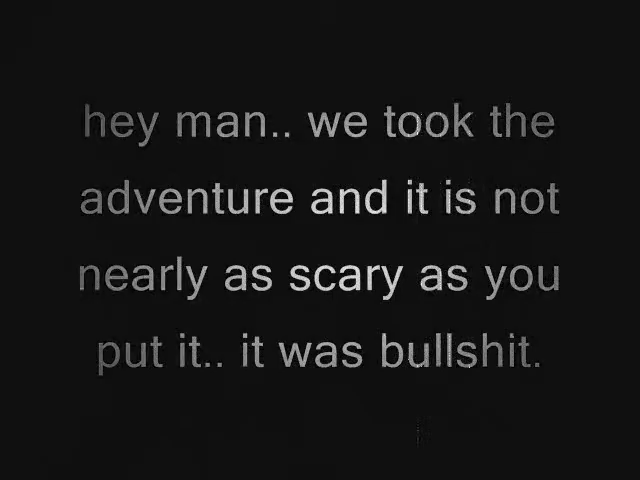 hey man.. we took the
adventure and it is not
nearly as scary as you
put it.. it was bullshit.